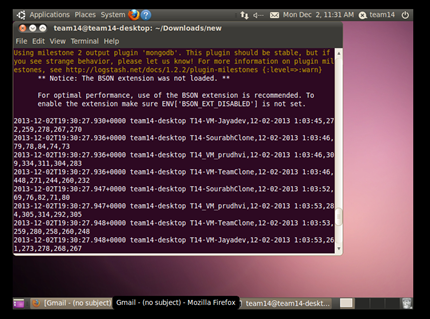 Applications Places System
Mon Dec 2, 11:31 AM team14
team14@team14-desktop: ~/Downloads/new
File Edit View Terminal Help
Using milestone 2 output plugin 'mongodb'. This plugin should be stable, but if
you see strange behavior, please let us know! For more information on plugin mil
estones, see http://logstash.net/docs/1.2.2/plugin-milestones {:level=>:warn}
** Notice: The BSON extension was not loaded. **
For optimal performance, use of the BSON extension is recommended. To
enable the extension make sure ENV['BSON_EXT_DISABLED'] is not set.
2013-12-02T19:30:27.930+0000 team14-desktop T14-VM-Jayadev,12-02-2013 1:03:45,27
2,259,278,267,270
2013-12-02T19:30:27.936+0000 team14-desktop T14-SourabhClone,12-02-2013 1:03:46,
79,78,84,74,73
2013-12-02T19:30:27.936+0000 team14-desktop T14_VM_prudhvi,12-02-2013 1:03:46,30
9,334,311,304,283
2013-12-02T19:30:27.936+0000 team14-desktop T14-VM-TeamClone,12-02-2013 1:03:46,
448,271,244,260,232
2013-12-02T19:30:27.947+0000 team14-desktop T14-SourabhClone,12-02-2013 1:03:52,
69,76,82,71,80
2013-12-02T19:30:27.947+0000 team14-desktop T14_VM_prudhvi,12-02-2013 1:03:53,28
4,305,314,292,305
2013-12-02T19:30:27.948+0000 team14-desktop T14-VM-TeamClone,12-02-2013 1:03:53,
259,280,258,260,248
2013-12-02T19:30:27.948+0000 team14-desktop T14-VM-Jayadev,12-02-2013 1:03:53,26
1,273,278,268,267
[Gmail - (no subject)
Gmail - (no subject) - Mozilla Firefox
team14@team14-deskt...